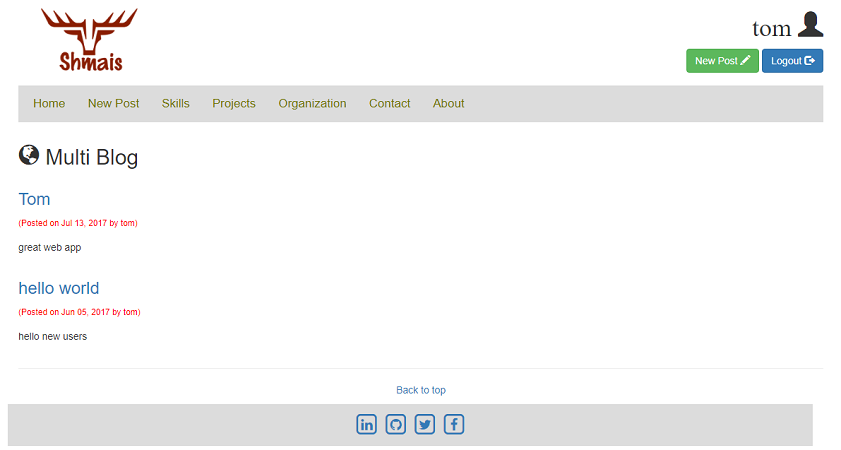 Shmais
tom
New Post
Logout
Home New Post Skills Projects Organization Contact About
Multi Blog
Tom
(Posted on Jul 13, 2017 by tom)
great web app
hello world
(Posted on Jun 05, 2017 by tom)
hello new users
Back to top